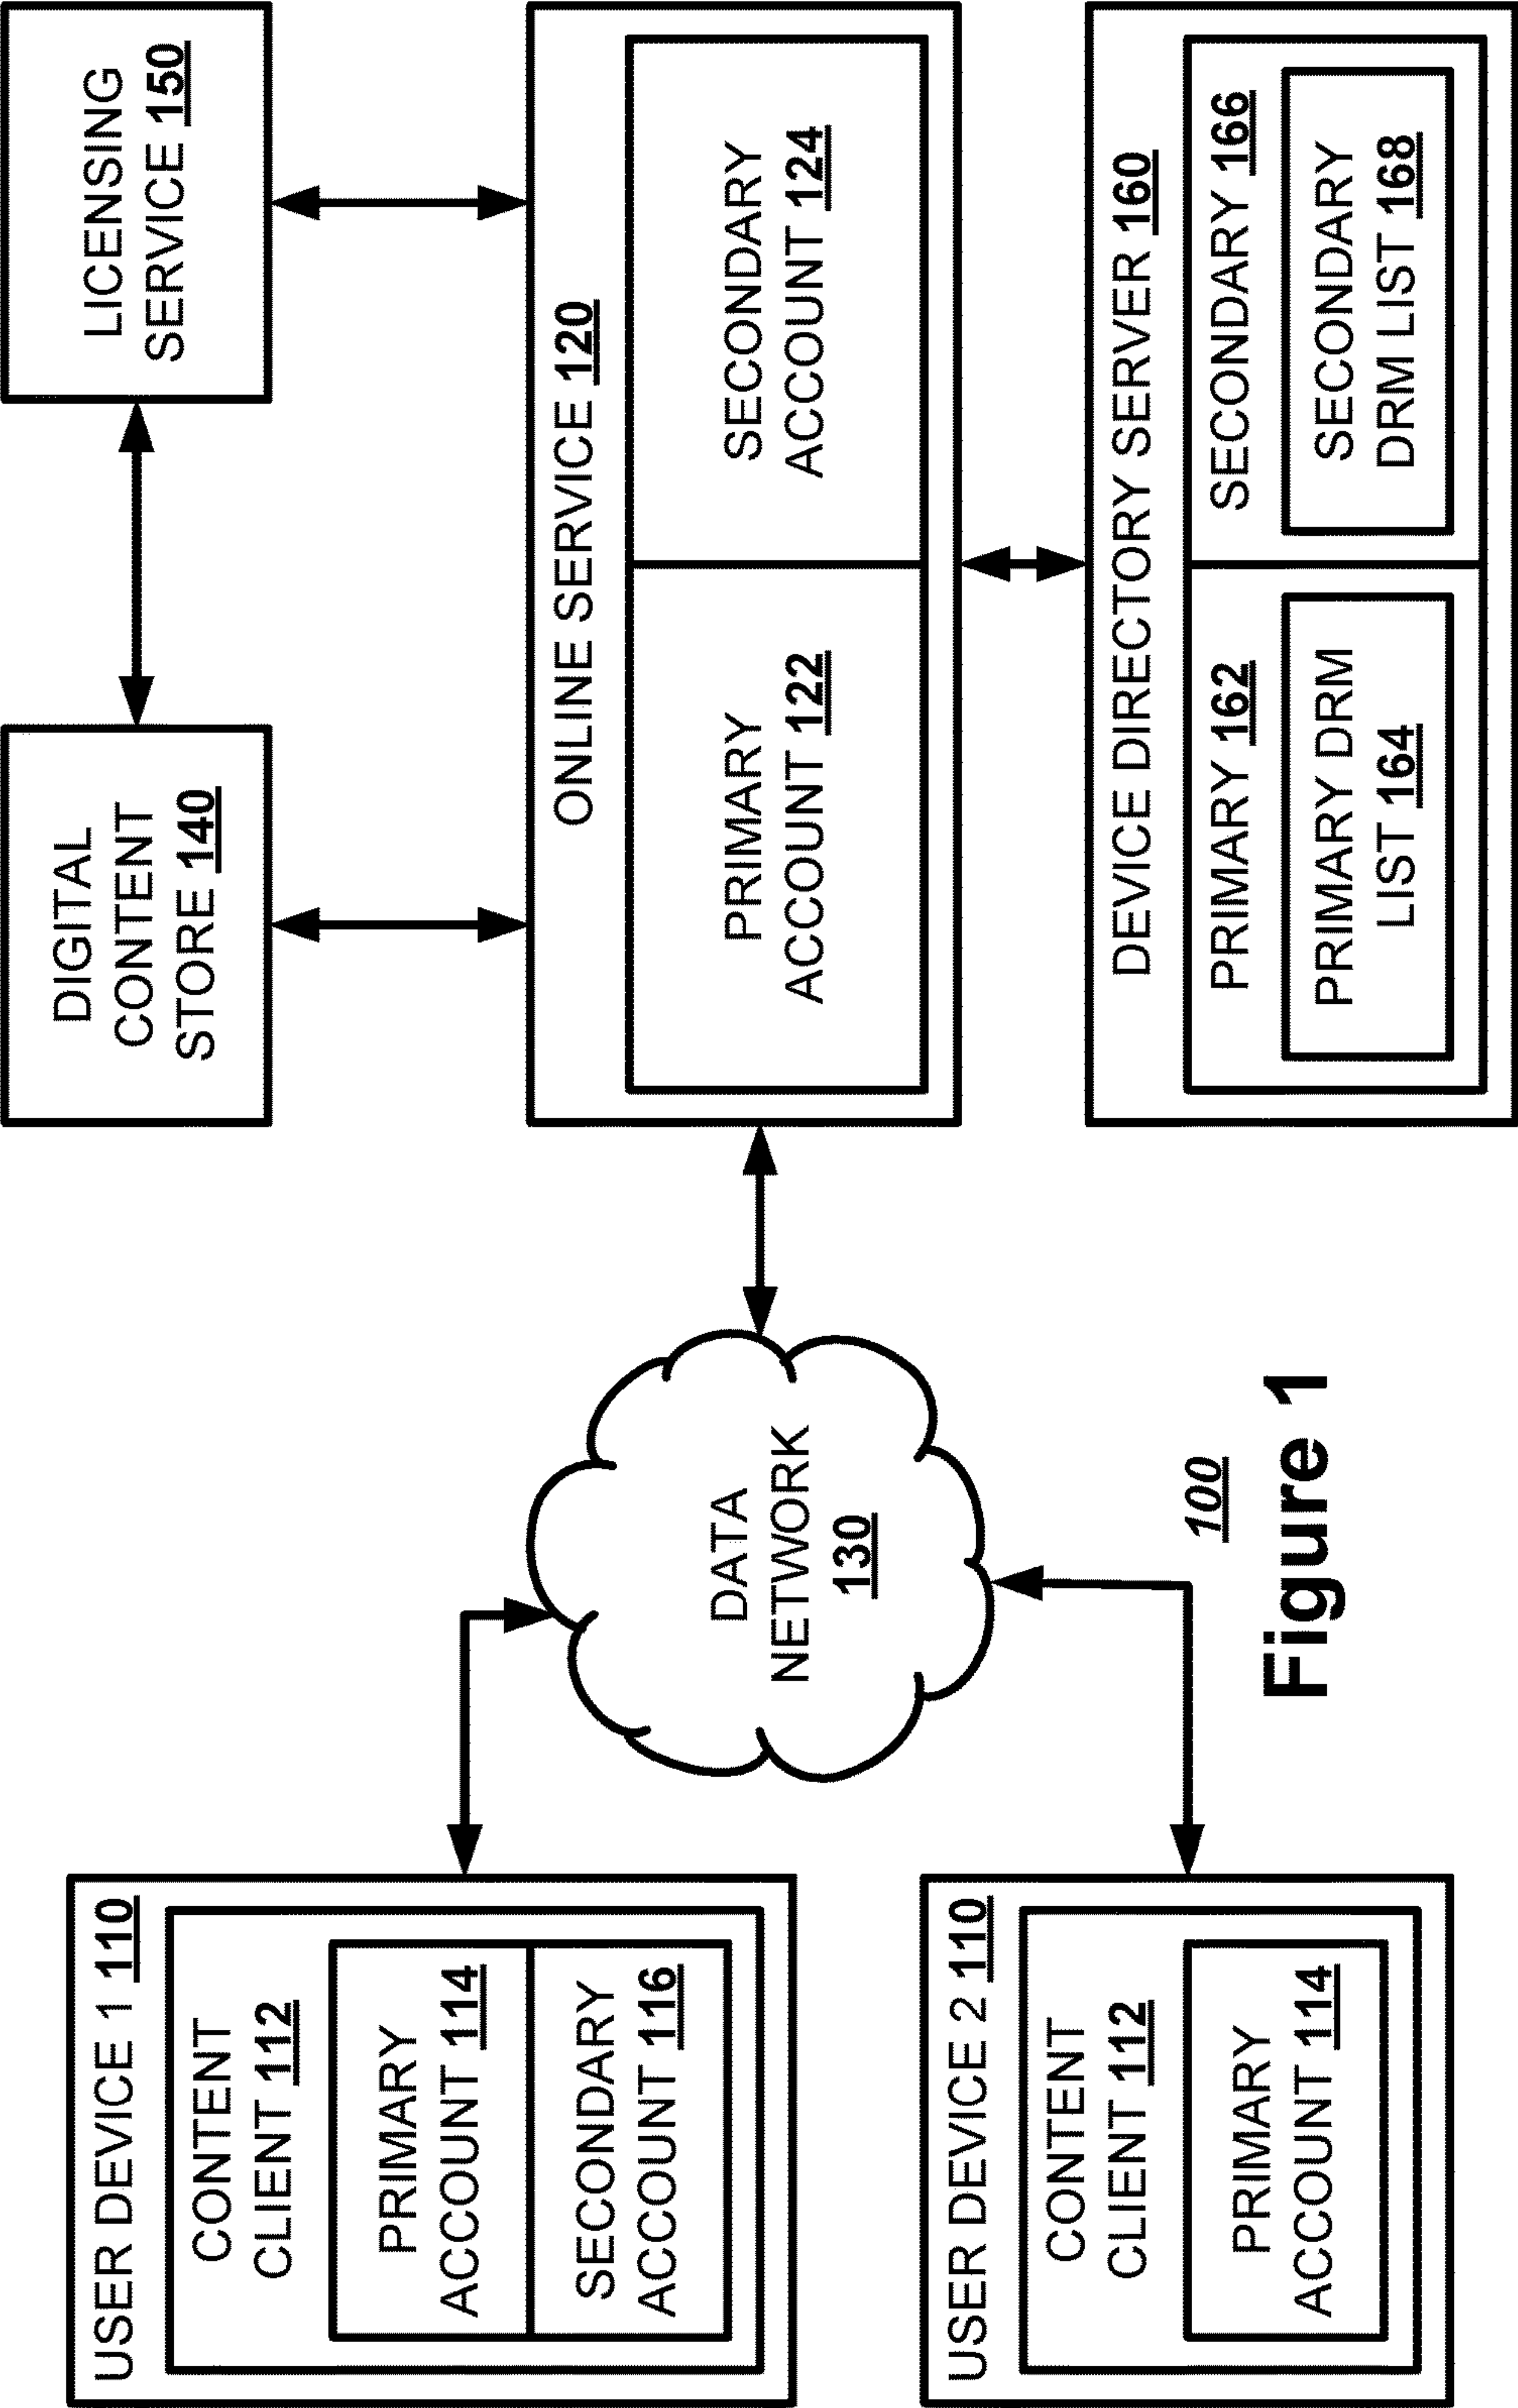 USER DEVICE 1 110
CONTENT
CLIENT 112
PRIMARY
ACCOUNT 114
SECONDARY
ACCOUNT 116
USER DEVICE 2 110
CONTENT
CLIENT 112
PRIMARY
ACCOUNT 114
DATA
NETWORK
130
DIGITAL
CONTENT
STORE 140
LICENSING
SERVICE 150
ONLINE SERVICE 120
PRIMARY
ACCOUNT 122
SECONDARY
ACCOUNT 124
DEVICE DIRECTORY SERVER 160
PRIMARY 162
PRIMARY DRM
LIST 164
SECONDARY 166
SECONDARY
DRM LIST 168
100
Figure 1